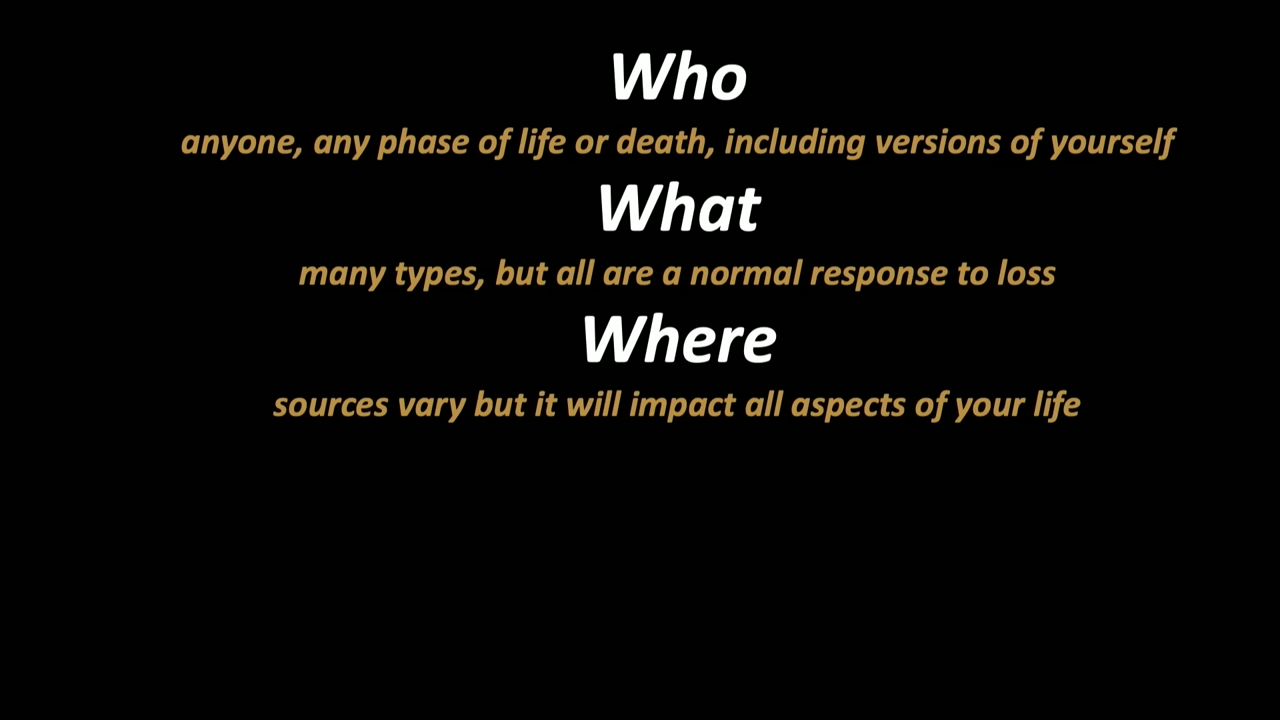 Who
anyone, any phase of life or death, including versions of yourself
What
many types, but all are a normal response to loss
Where
sources vary but it will impact all aspects of your life